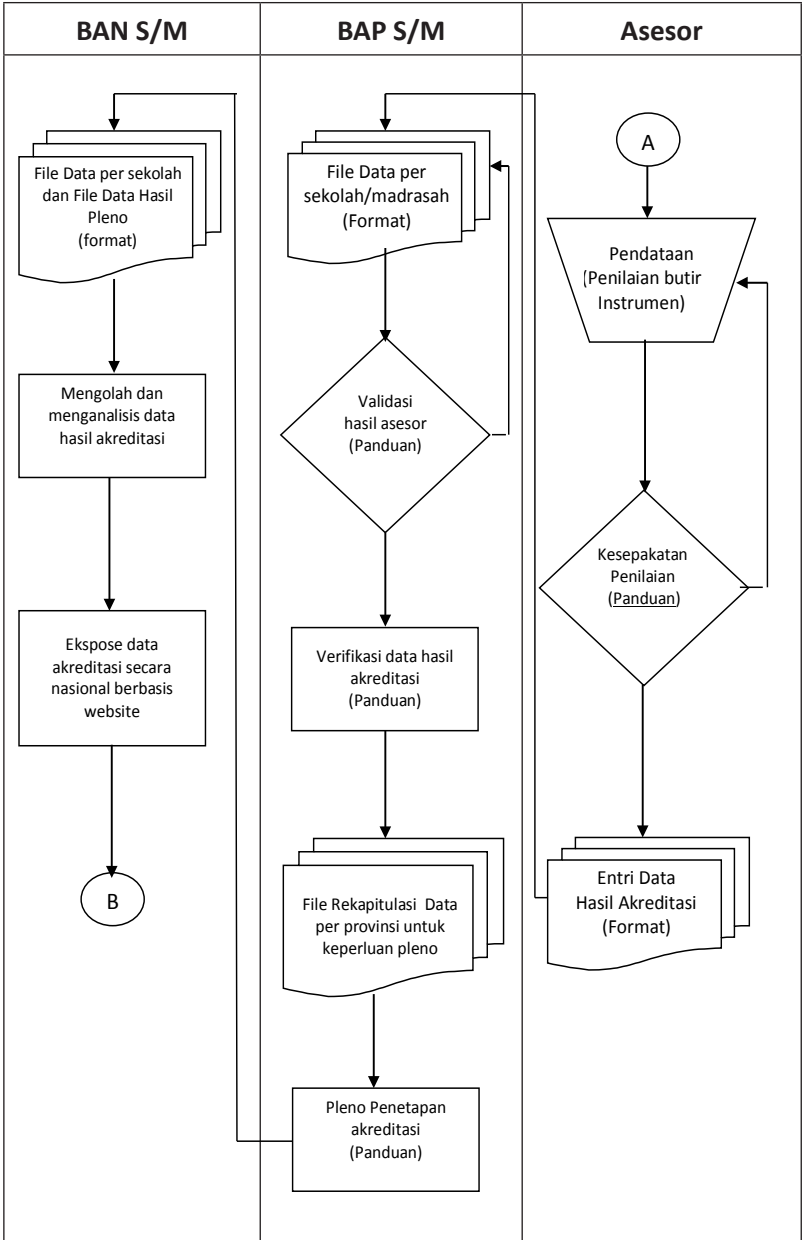 BAN S/M
BAP S/M
Asesor
File Data per sekolah
dan File Data Hasil
Pleno
(format)
Mengolah dan
menganalisis data
hasil akreditasi
Ekspose data
akreditasi secara
nasional berbasis
website
B
File Data per
sekolah/madrasah
(Format)
Validasi
hasil asesor
(Panduan)
Verifikasi data hasil
akreditasi
(Panduan)
File Rekapitulasi Data
per provinsi untuk
keperluan pleno
Pleno Penetapan
akreditasi
(Panduan)
A
Pendataan
(Penilaian butir
Instrumen)
Kesepakatan
Penilaian
(Panduan)
Entri Data
Hasil Akreditasi
(Format)